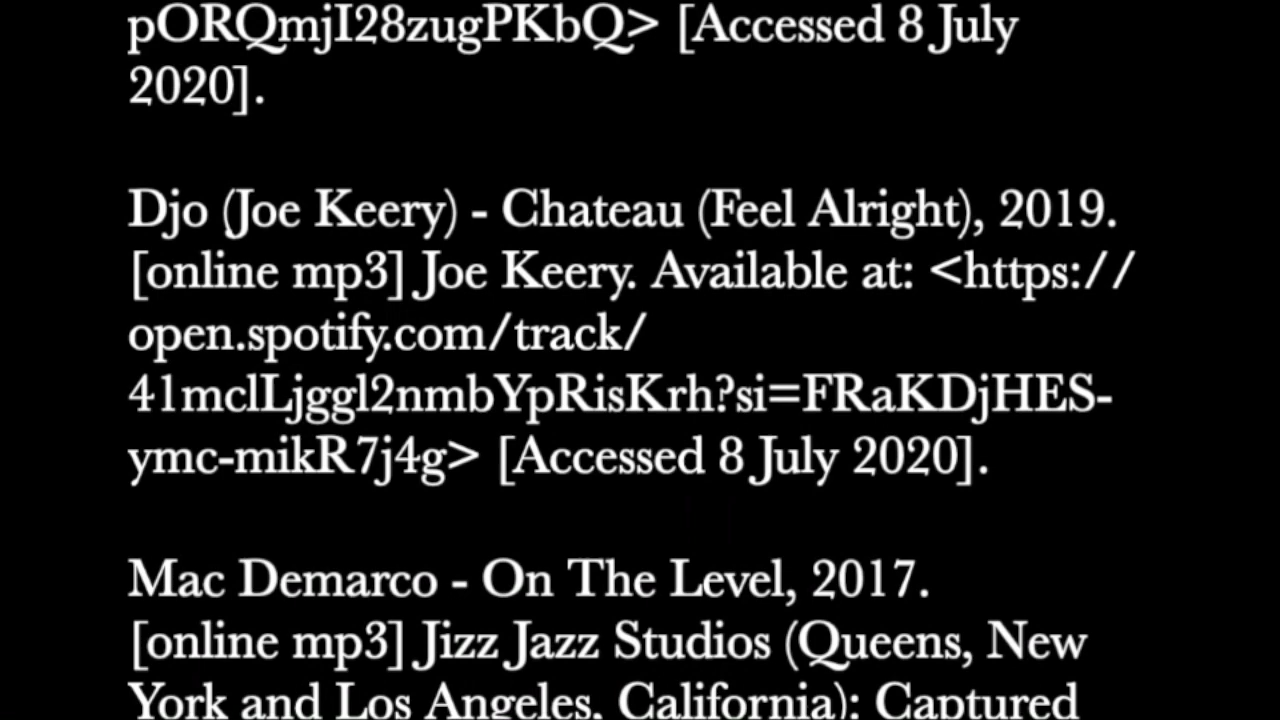 pORQmjI28zugPKbQ> [Accessed 8 July
2020].
Djo (Joe Keery) - Chateau (Feel Alright), 2019.
[online mp3] Joe Keery. Available at: <https://
open.spotify.com/track/
41mclLjggl2nmbYpRisKrh?si=FRaKDjHES-
ymc-mikR7j4g> [Accessed 8 July 2020].
Mac Demarco - On The Level, 2017.
[online mp3] Jizz Jazz Studios (Queens, New
York and Los Angeles, California): Captured